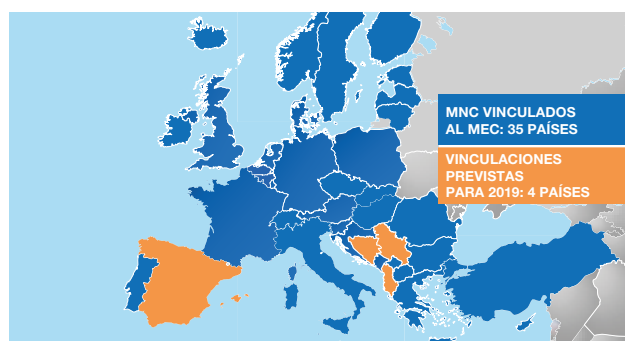 MNC VINCULADOS
AL MEC: 35 PAÍSES
VINCULACIONES
PREVISTAS
PARA 2019: 4 PAÍSES